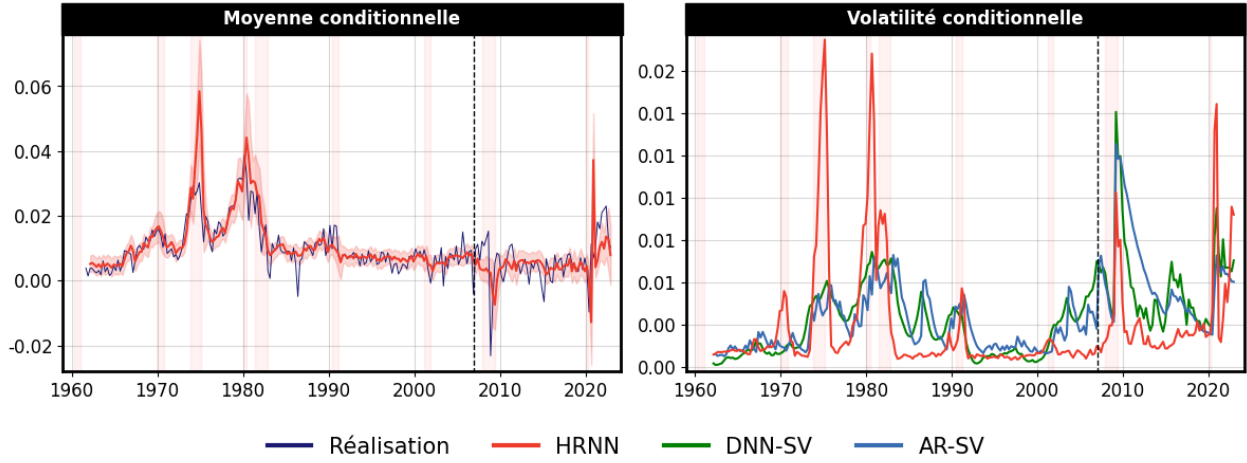 Moyenne conditionnelle
0.06
0.04
0.02
0.00
-0.02
1960 1970 1980 1990 2000 2010 2020
Volatilité conditionnelle
0.02
0.01
0.01
0.01
0.01
0.01
0.00
0.00
1960 1970 1980 1990 2000 2010 2020
Réalisation HRNN DNN-SV AR-SV